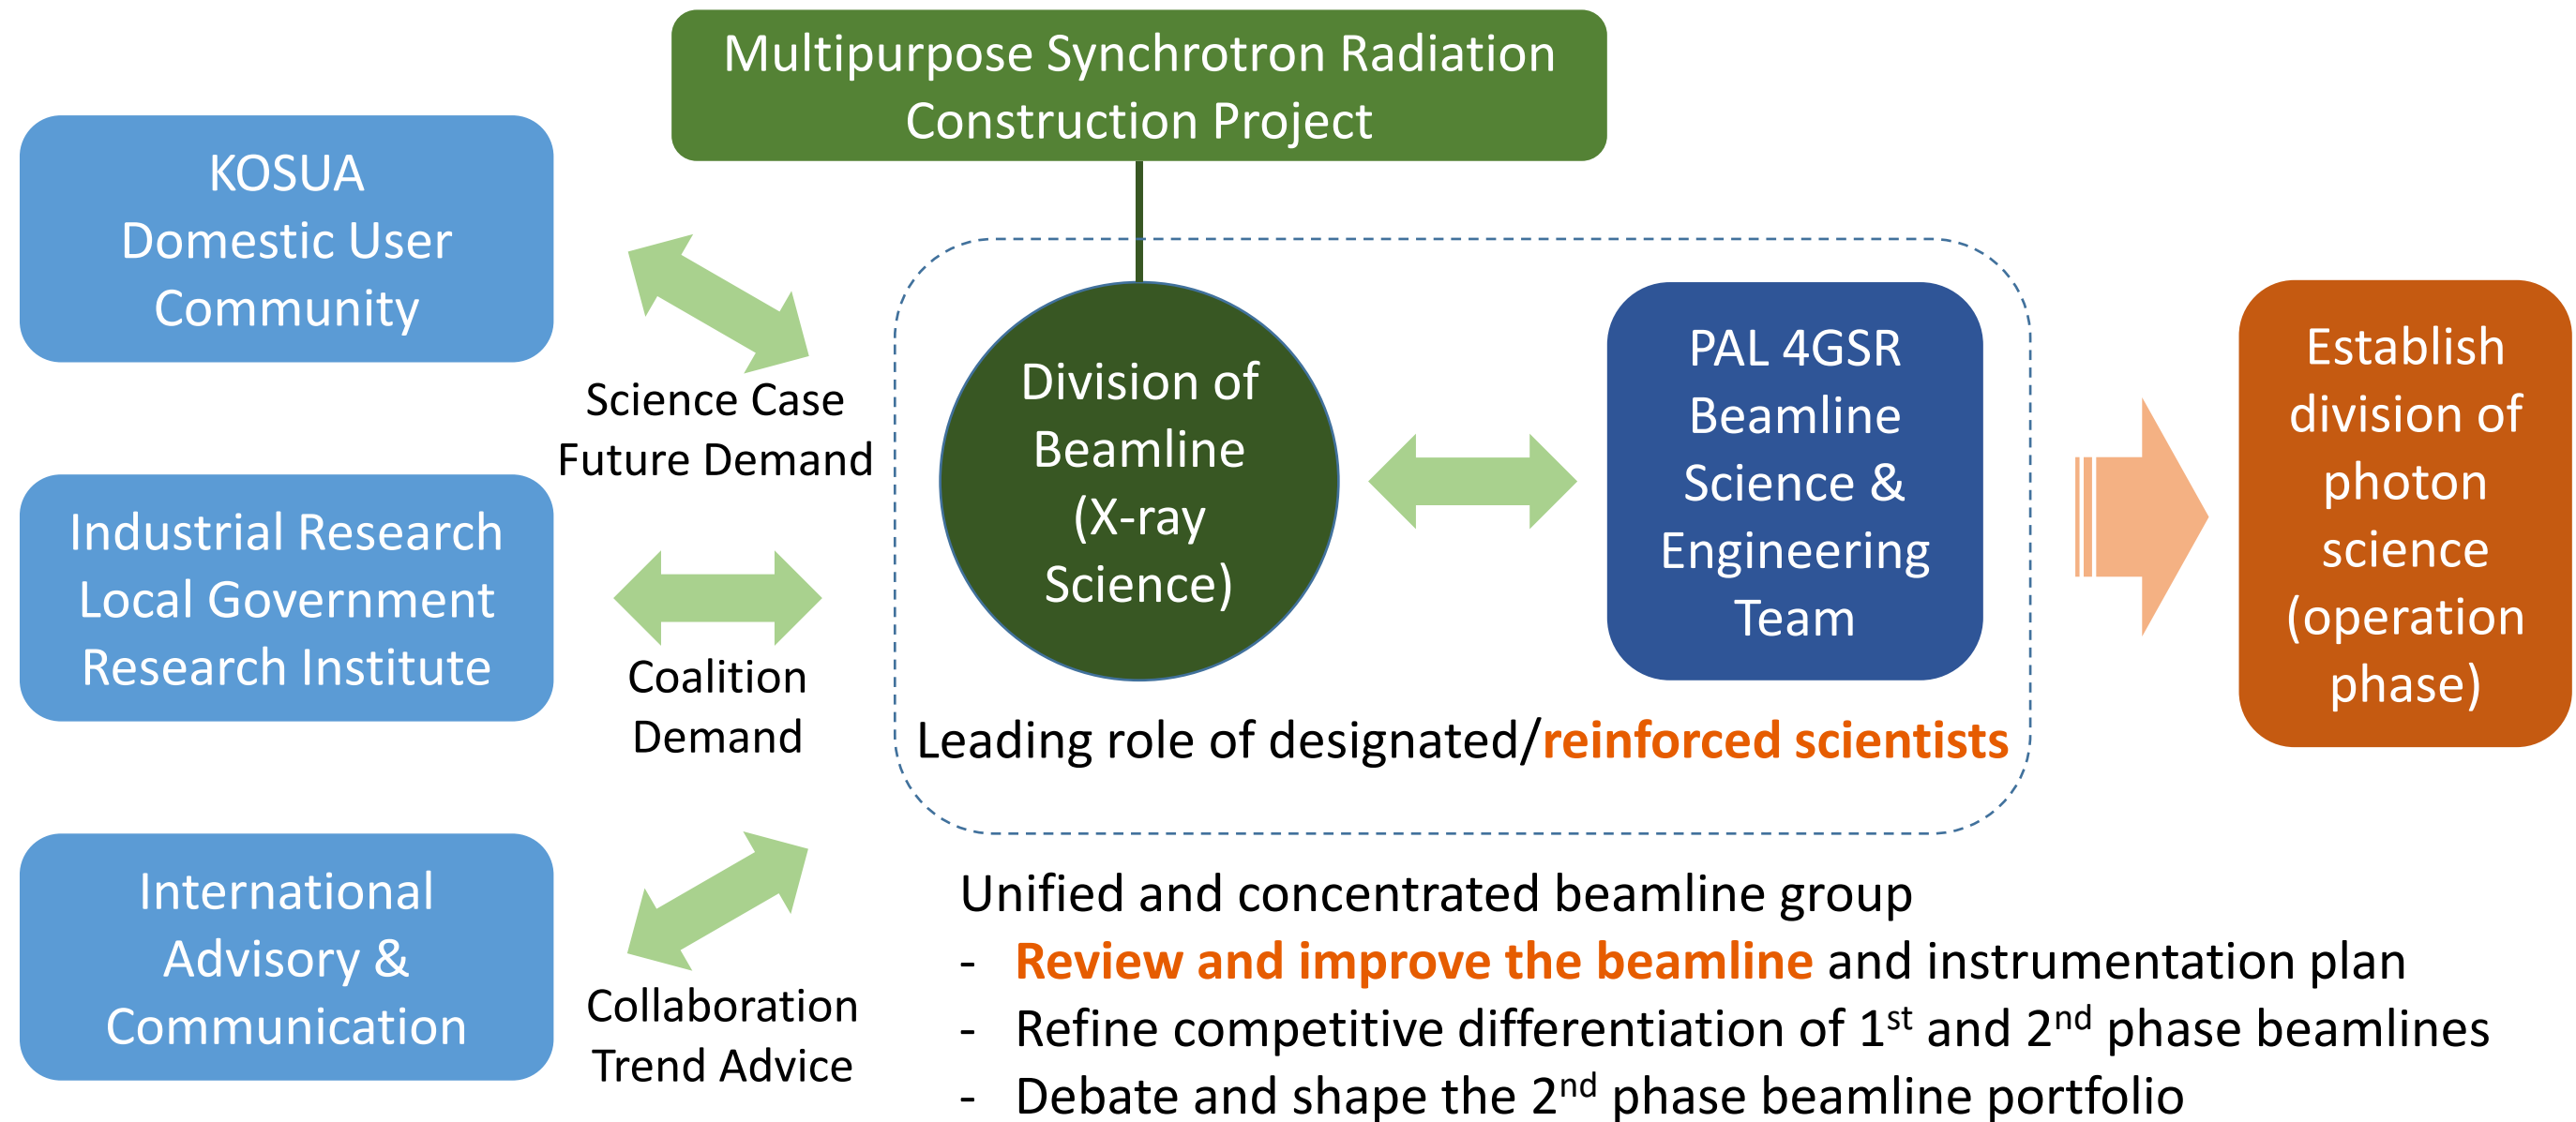 Multipurpose Synchrotron Radiation
Construction Project
KOSUA
Domestic User
Community
Science Case
Future Demand
Industrial Research
Local Government
Research Institute
Coalition
Demand
International
Advisory &
Communication
Collaboration
Trend Advice
Division of
Beamline
(X-ray
Science)
PAL 4GSR
Beamline
Science &
Engineering
Team
Leading role of designated/reinforced scientists
Establish
division of
photon
science
(operation
phase)
Unified and concentrated beamline group
- Review and improve the beamline and instrumentation plan
- Refine competitive differentiation of 1st and 2nd phase beamlines
- Debate and shape the 2nd phase beamline portfolio